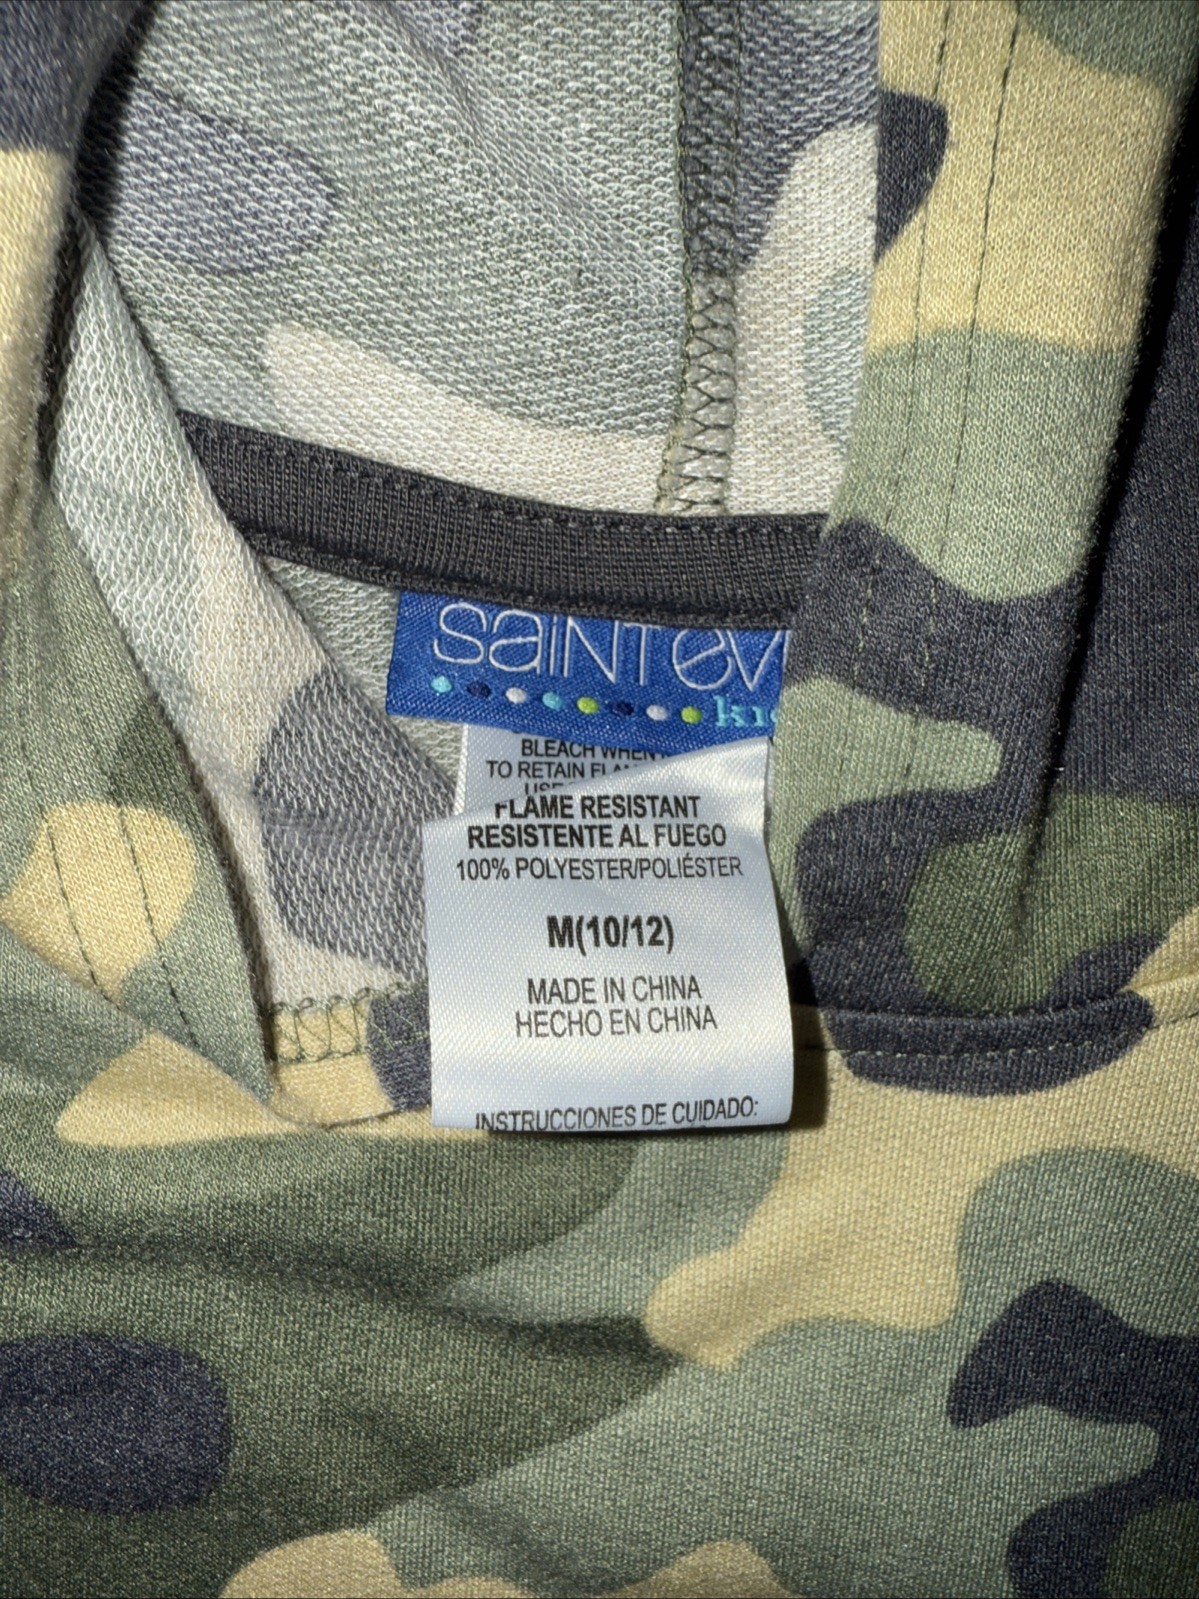 SaiNT eV
BLEACH WHEN
TO RETAIN
FLAME RESISTANT
RESISTENTE AL FUEGO
100% POLYESTER/POLIÉSTER
M(10/12)
MADE IN CHINA
HECHO EN CHINA
INSTRUCCIONES DE CUIDADO: